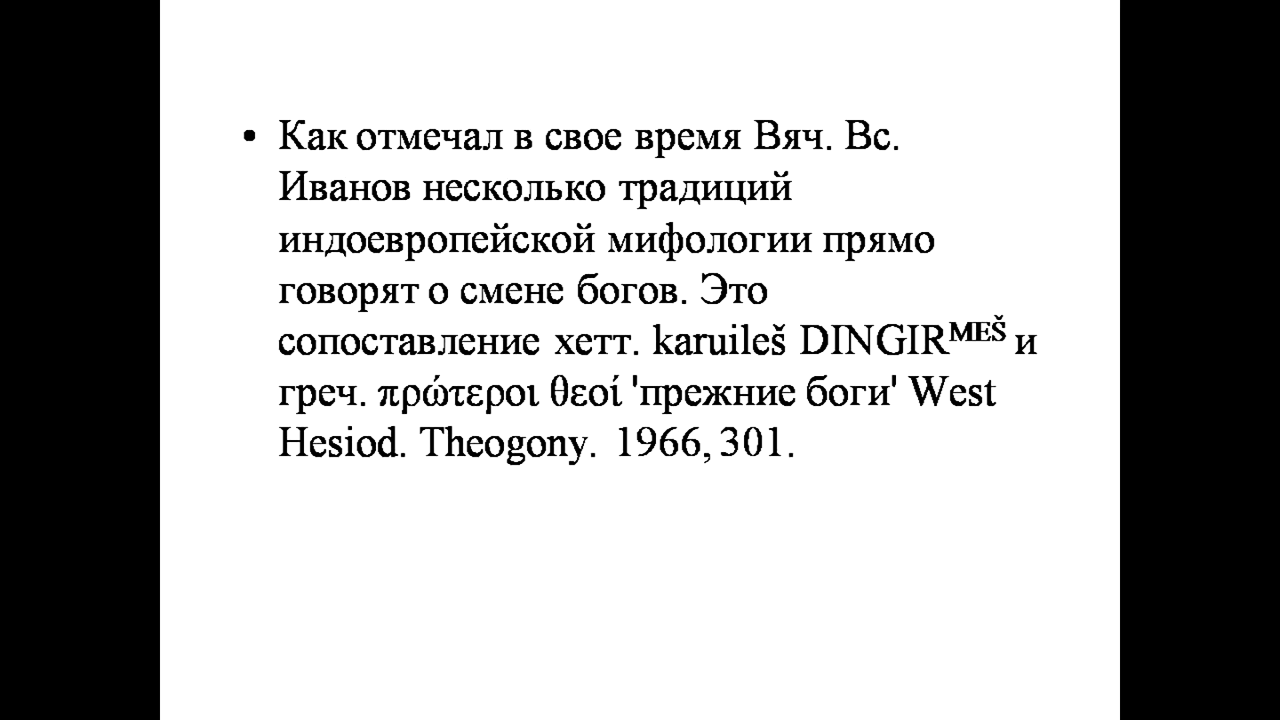 • Как отмечал в свое время Вяч. Вс.
Иванов несколько традиций
индоевропейской мифологии прямо
говорят о смене богов. Это
сопоставление хетт. karuileš DINGIRᴹᴱŠ и
греч. πρώτεροι θεοί 'прежние боги' West
Hesiod. Theogony. 1966, 301.